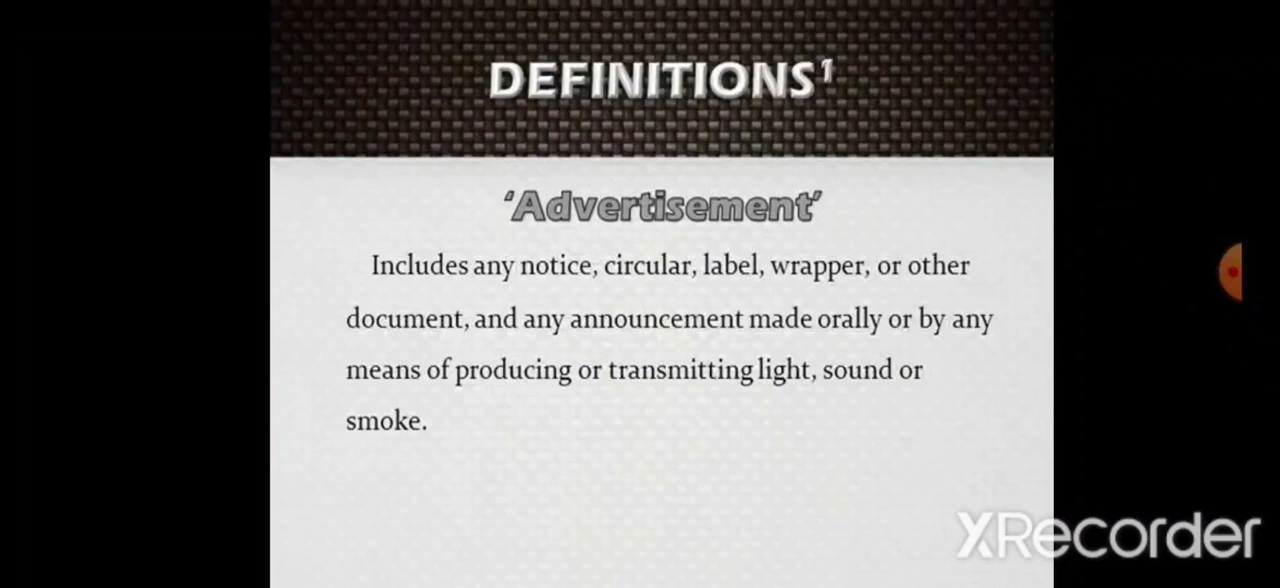 DEFINITIONS¹
‘Advertisement’
Includes any notice, circular, label, wrapper, or other
document, and any announcement made orally or by any
means of producing or transmitting light, sound or
smoke.
XRecorder